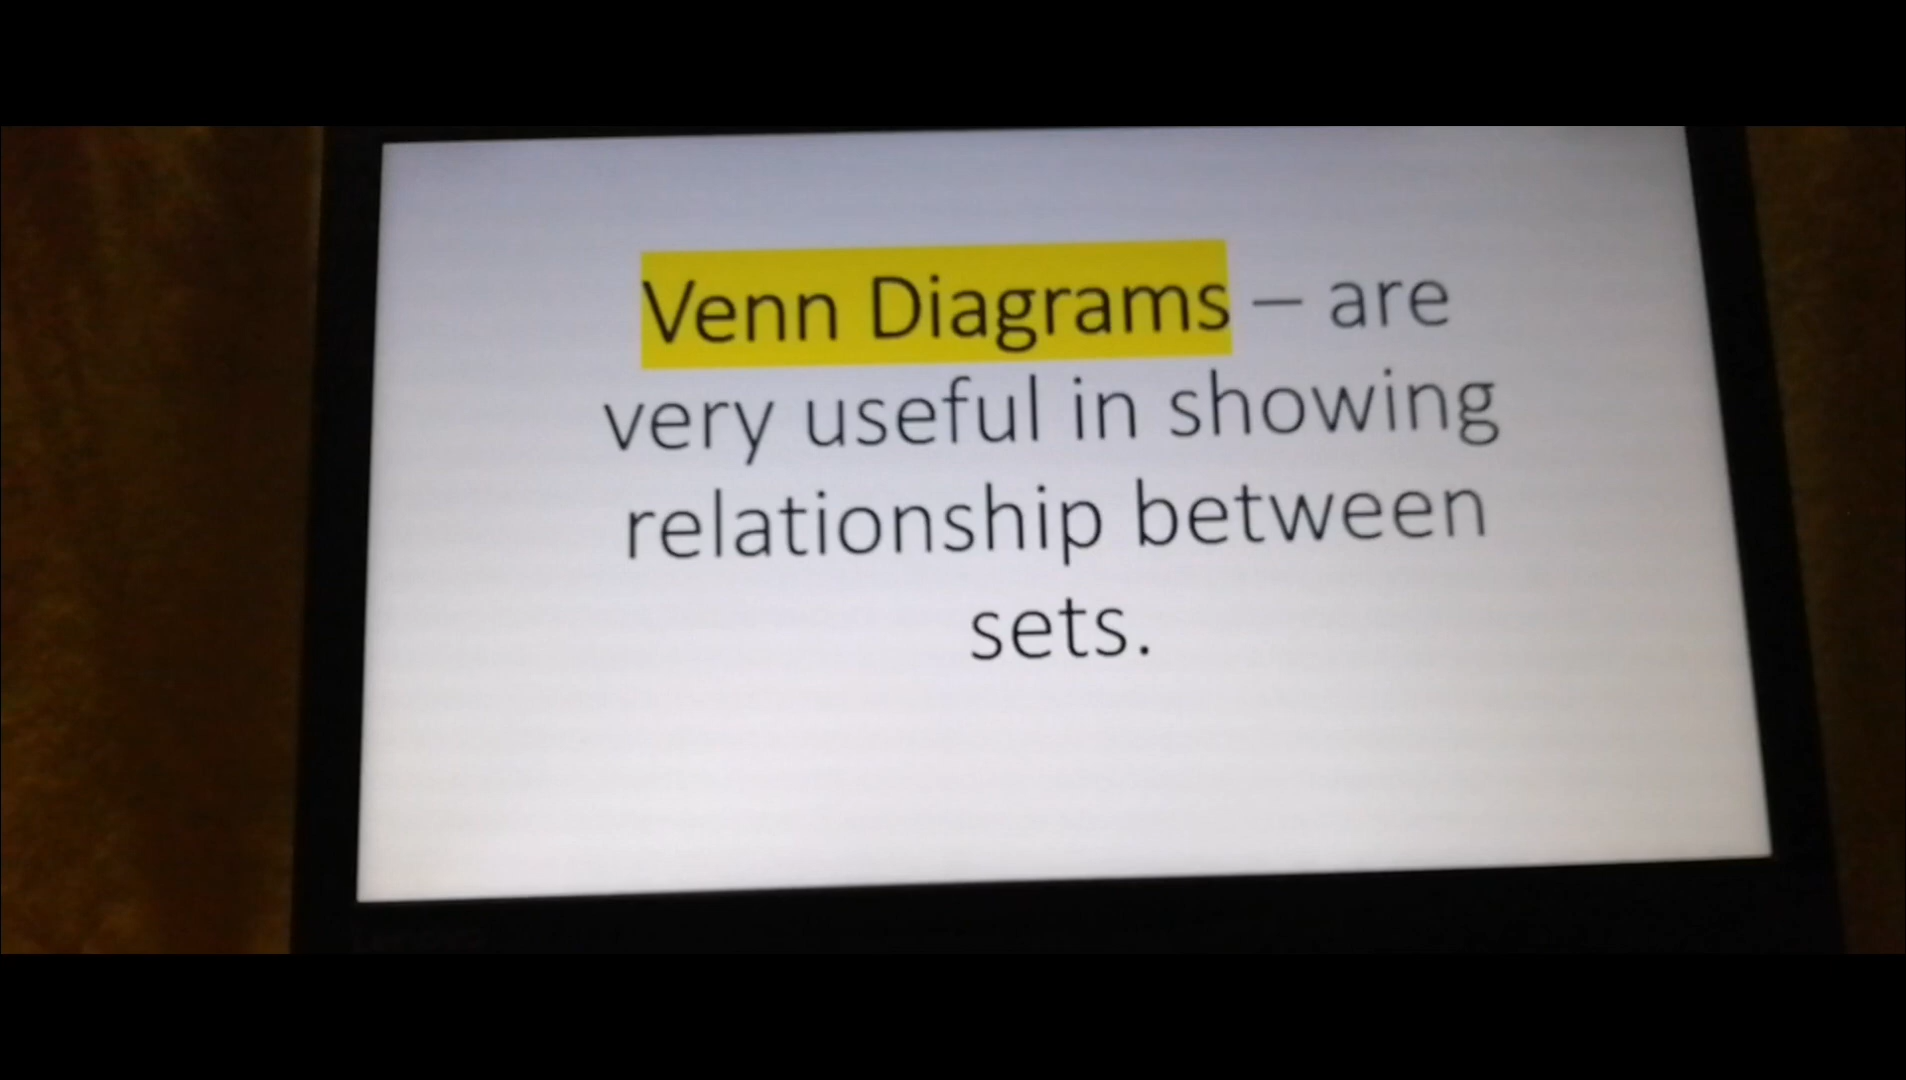 Venn Diagrams – are
very useful in showing
relationship between
sets.